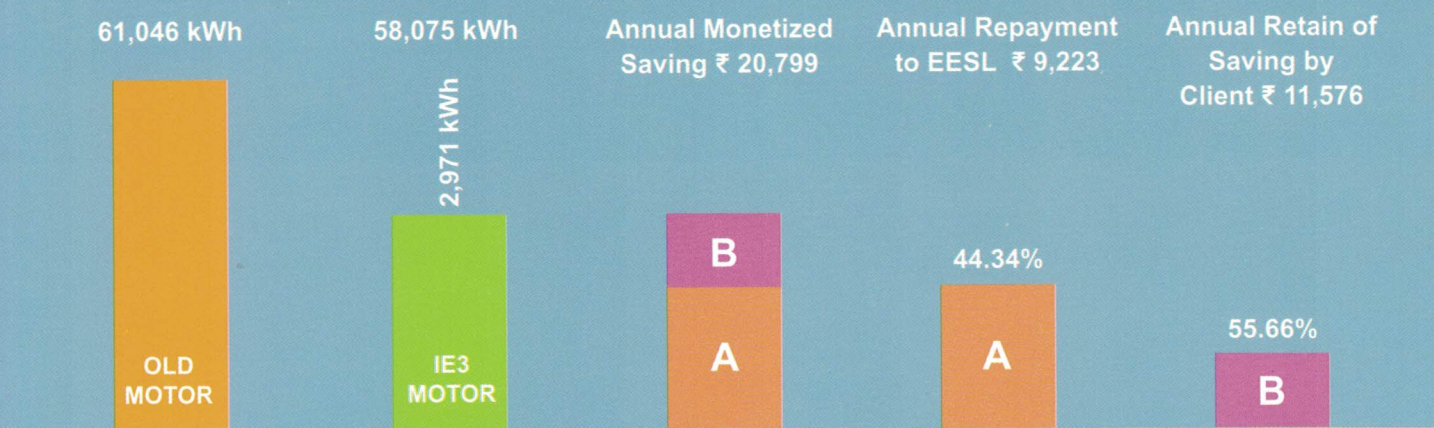 61,046 kWh
58,075 kWh
2,971 kWh
Annual Monetized
Saving ₹ 20,799
Annual Repayment
to EESL ₹ 9,223
Annual Retain of
Saving by
Client ₹ 11,576
OLD
MOTOR
IE3
MOTOR
B
A
44.34%
A
55.66%
B